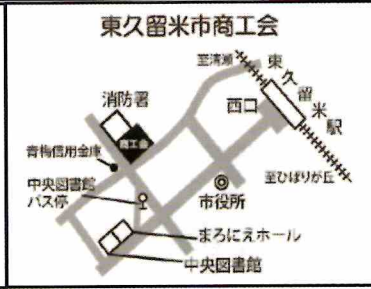 東久留米市商工会
至清瀬
東久留米駅
消防署
西口
商工会
青梅信用金庫
中央図書館
バス停
市役所
至ひばりが丘
まろにえホール
中央図書館